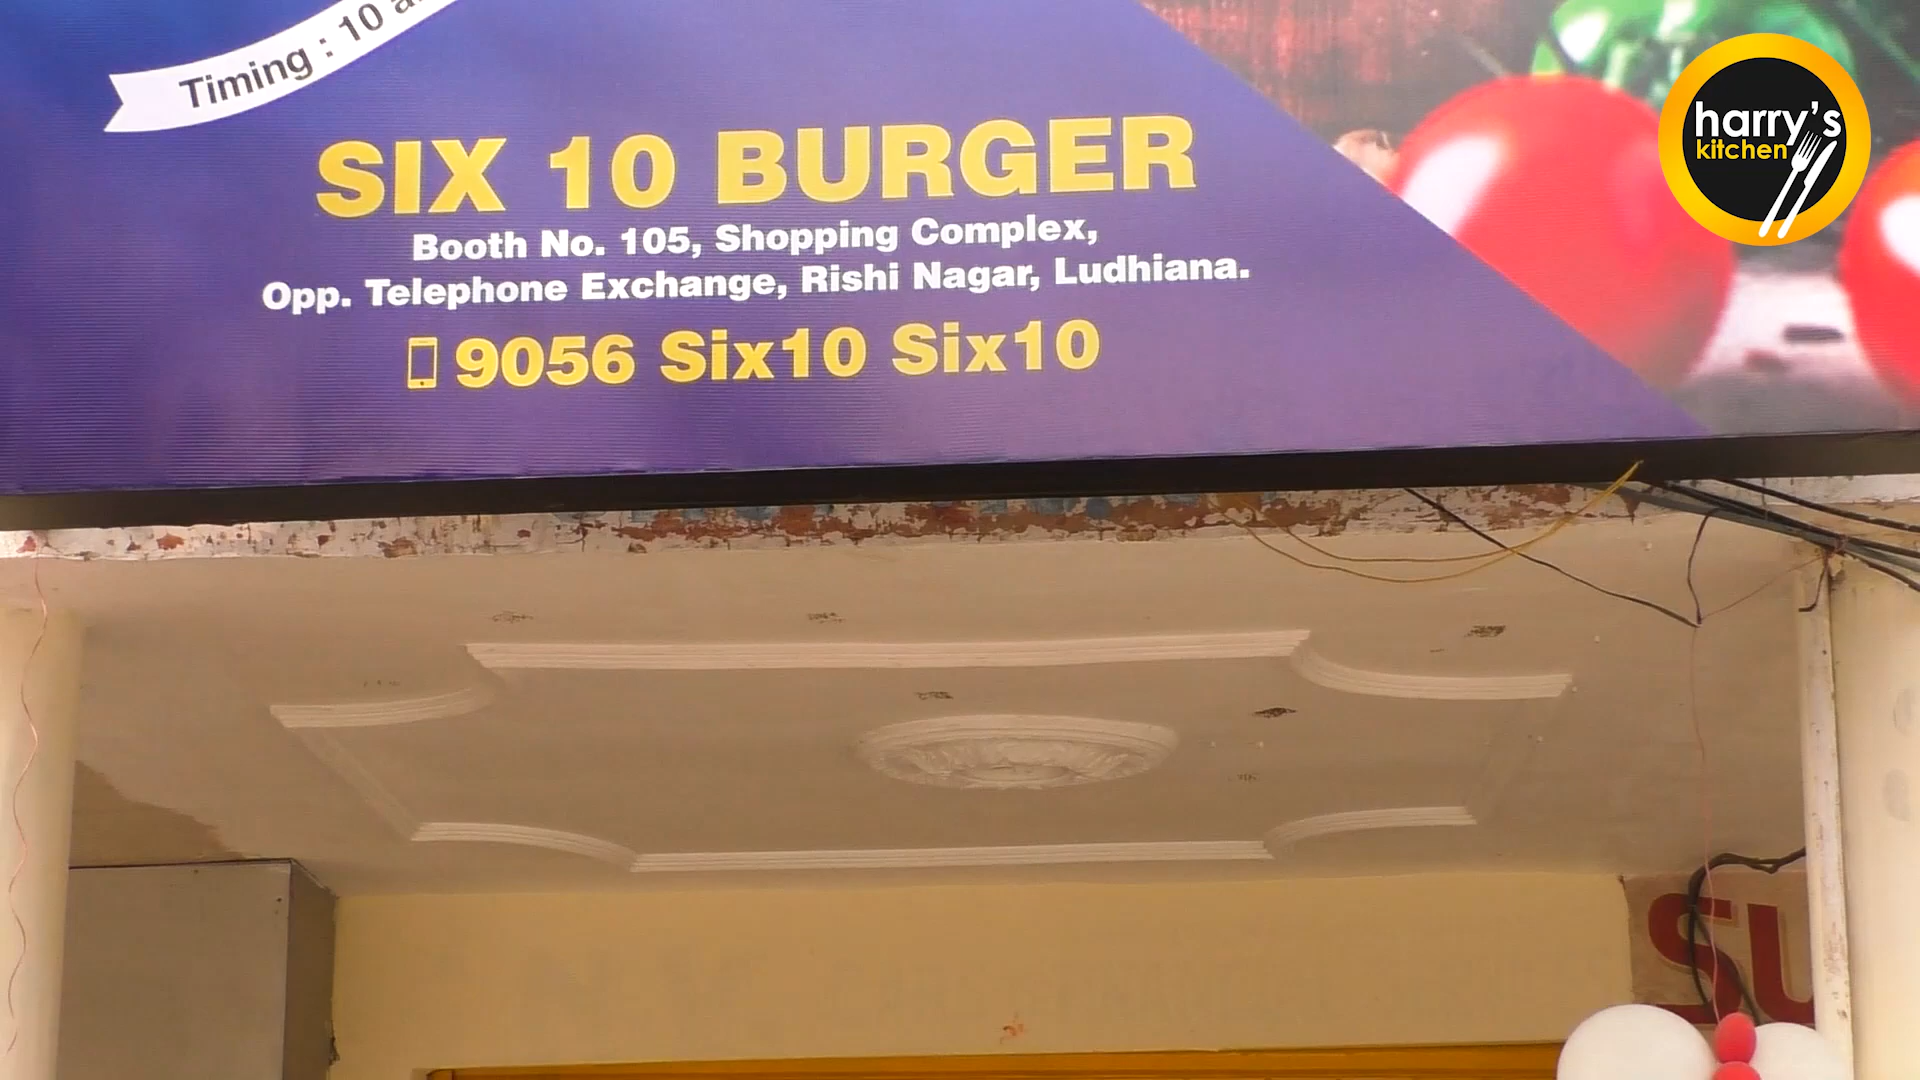 Timing : 10 a
harry's
kitchen
SIX 10 BURGER
Booth No. 105, Shopping Complex,
Opp. Telephone Exchange, Rishi Nagar, Ludhiana.
9056 Six10 Six10
SU